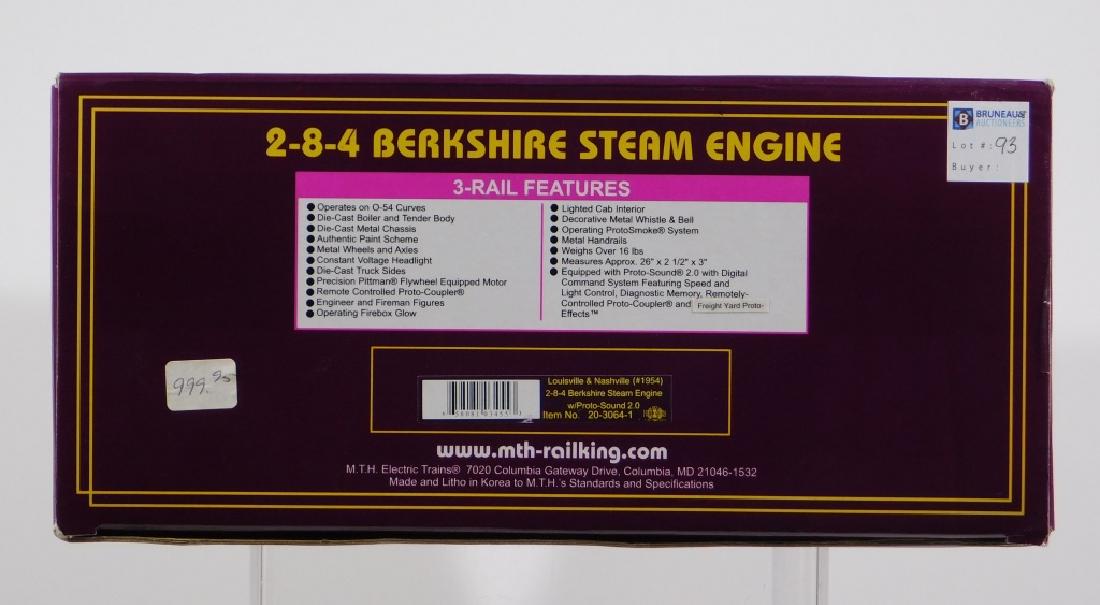 2-8-4 BERKSHIRE STEAM ENGINE
BRUNEAU &
AUCTIONEERS
B
Lot #: 93
Buyer:
3-RAIL FEATURES
Operates on O-54 Curves
Die-Cast Boiler and Tender Body
Die-Cast Metal Chassis
Authentic Paint Scheme
Metal Wheels and Axles
Constant Voltage Headlight
Die-Cast Truck Sides
Precision Pittman® Flywheel Equipped Motor
Remote Controlled Proto-Coupler®
Engineer and Fireman Figures
Operating Firebox Glow
Lighted Cab Interior
Decorative Metal Whistle & Bell
Operating ProtoSmoke® System
Metal Handrails
Weighs Over 16 lbs
Measures Approx. 26" x 2 1/2" x 3"
Equipped with Proto-Sound® 2.0 with Digital
Command System Featuring Speed and
Light Control, Diagnostic Memory, Remotely-
Controlled Proto-Coupler® and Freight Yard Proto-
Effects™
999.95
Louisville & Nashville (#1954)
2-8-4 Berkshire Steam Engine
w/Proto-Sound 2.0
Item No. 20-3064-1
www.mth-railking.com
M.T.H. Electric Trains® 7020 Columbia Gateway Drive, Columbia, MD 21046-1532
Made and Litho in Korea to M.T.H.'s Standards and Specifications